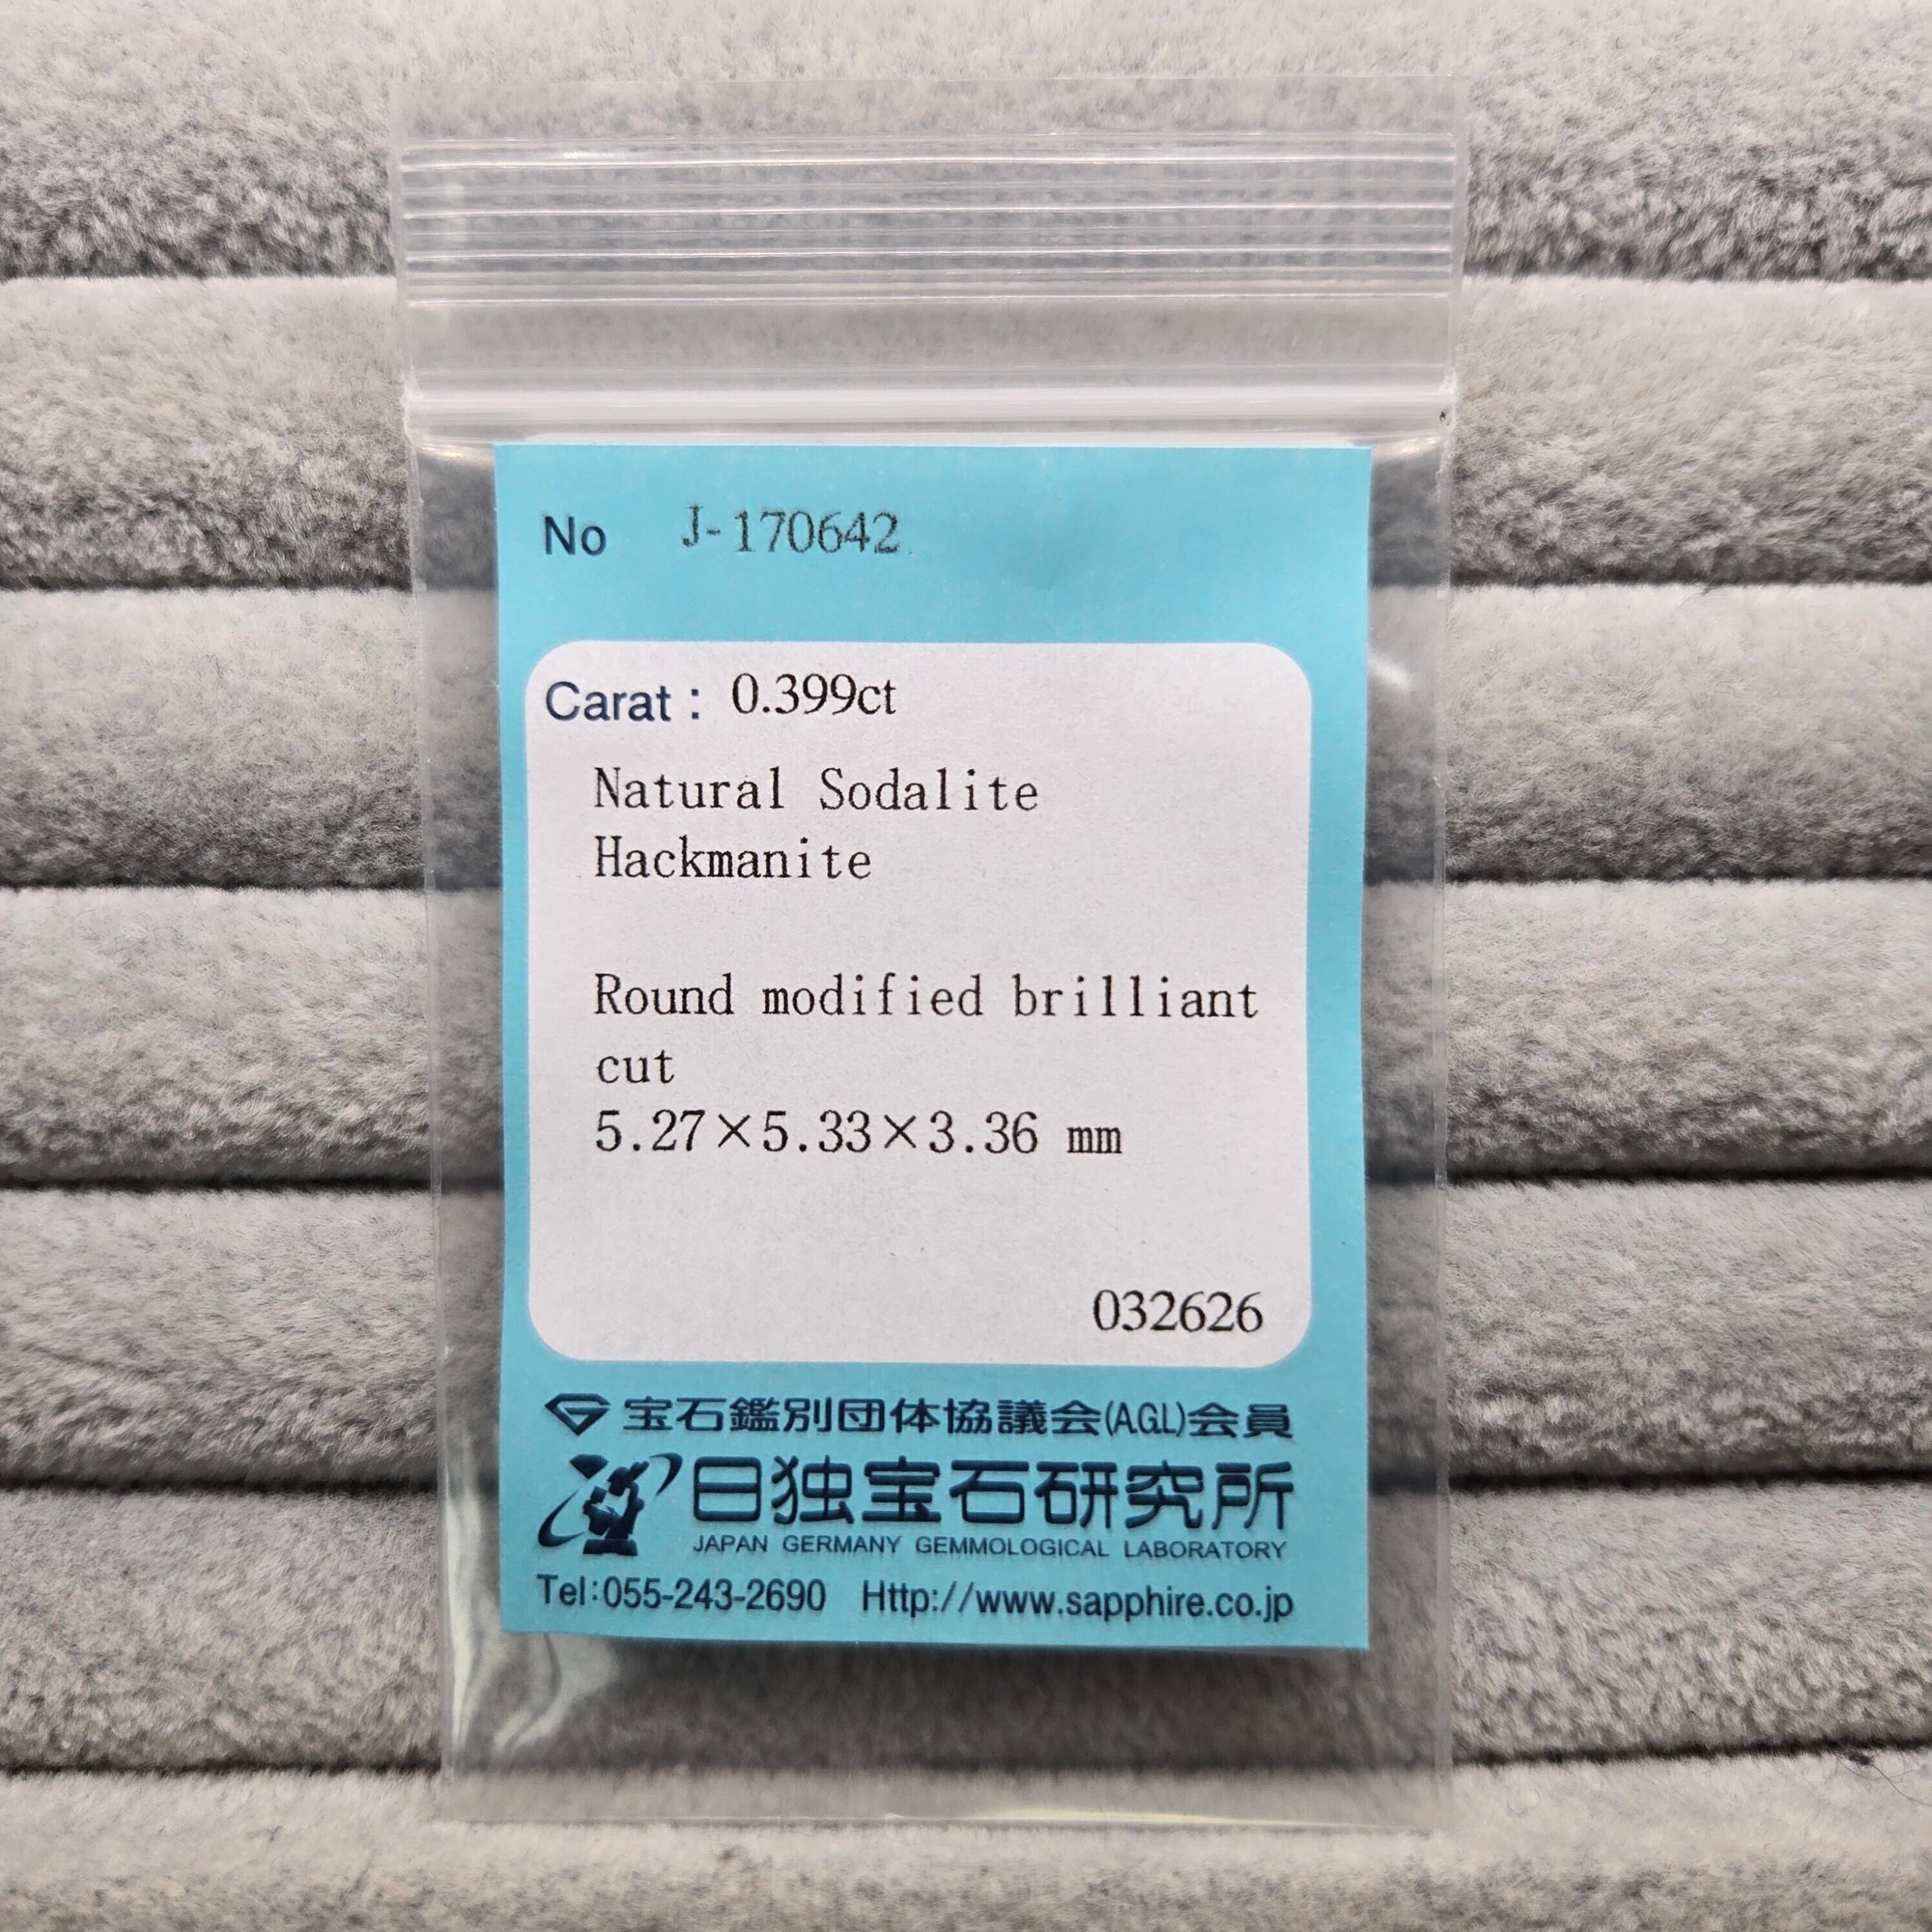 No J-170642
Carat : 0.399ct
Natural Sodalite
Hackmanite
Round modified brilliant
cut
5.27×5.33×3.36 mm
032626
宝石鑑別団体協議会(AGL)会員
日独宝石研究所
JAPAN GERMANY GEMMOLOGICAL LABORATORY
Tel:055-243-2690 Http://www.sapphire.co.jp